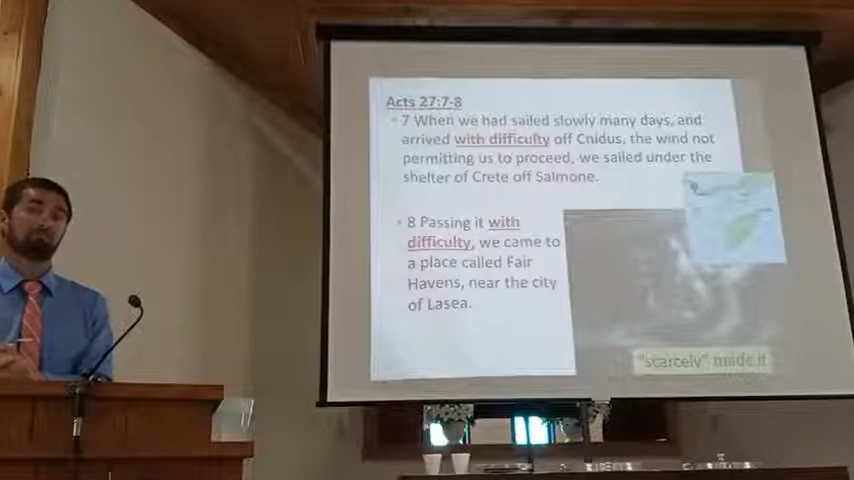 Acts 27:7-8
• 7 When we had sailed slowly many days, and
arrived with difficulty off Cnidus, the wind not
permitting us to proceed, we sailed under the
shelter of Crete off Salmone.
• 8 Passing it with
difficulty, we came to
a place called Fair
Havens, near the city
of Lasea.
"scarcely" made it